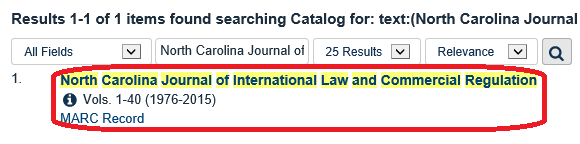 Results 1-1 of 1 items found searching Catalog for: text:(North Carolina Journal
All Fields North Carolina Journal of 25 Results Relevance
1. North Carolina Journal of International Law and Commercial Regulation
Vols. 1-40 (1976-2015)
MARC Record